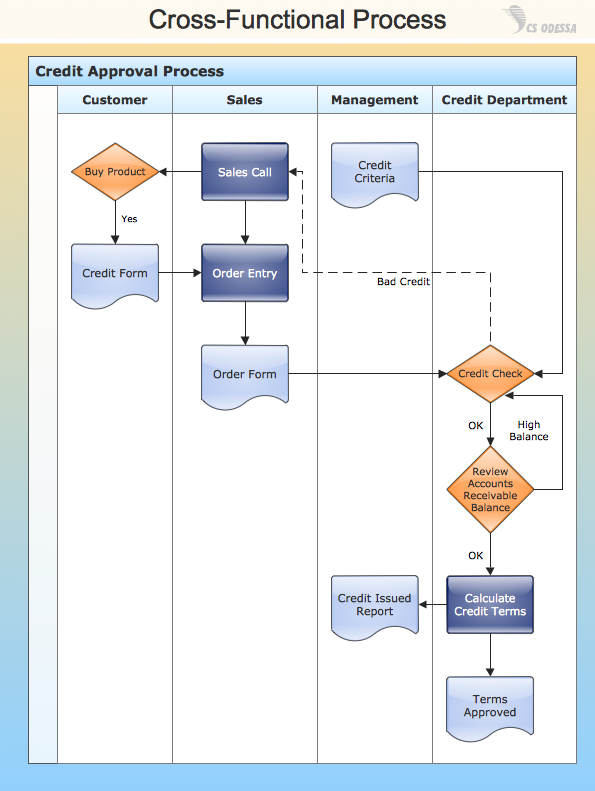 Cross-Functional Process
CS ODESSA
Credit Approval Process
Customer
Sales
Management
Credit Department
Buy Product
Sales Call
Credit
Criteria
Yes
Credit Form
Order Entry
Bad Credit
Order Form
Credit Check
OK
High
Balance
Review
Accounts
Receivable
Balance
OK
Credit Issued
Report
Calculate
Credit Terms
Terms
Approved